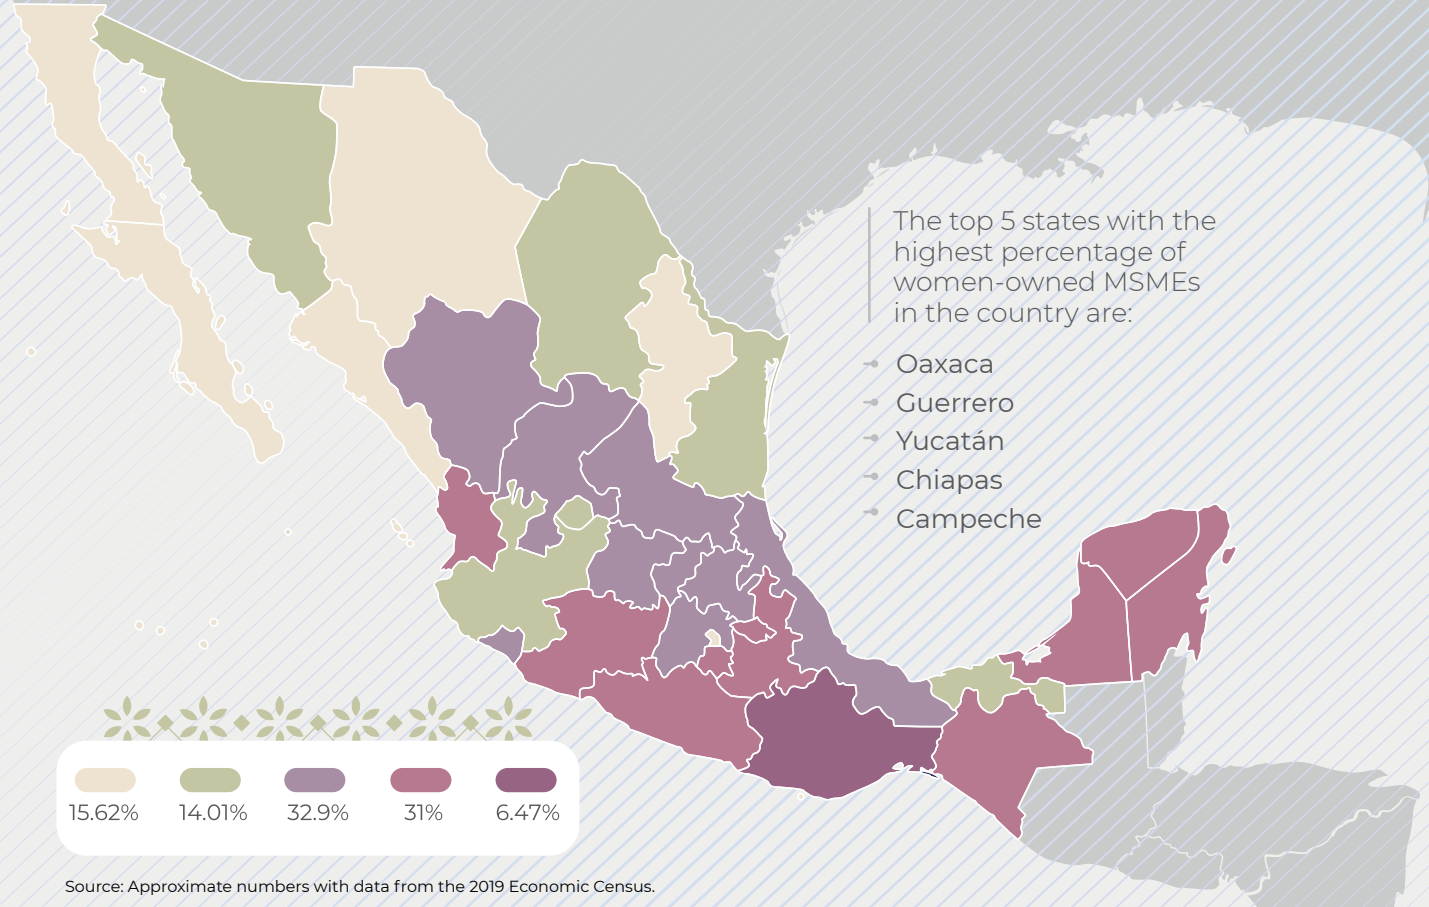 The top 5 states with the
highest percentage of
women-owned MSMEs
in the country are:
Oaxaca
Guerrero
Yucatán
Chiapas
Campeche
15.62% 14.01% 32.9% 31% 6.47%
Source: Approximate numbers with data from the 2019 Economic Census.